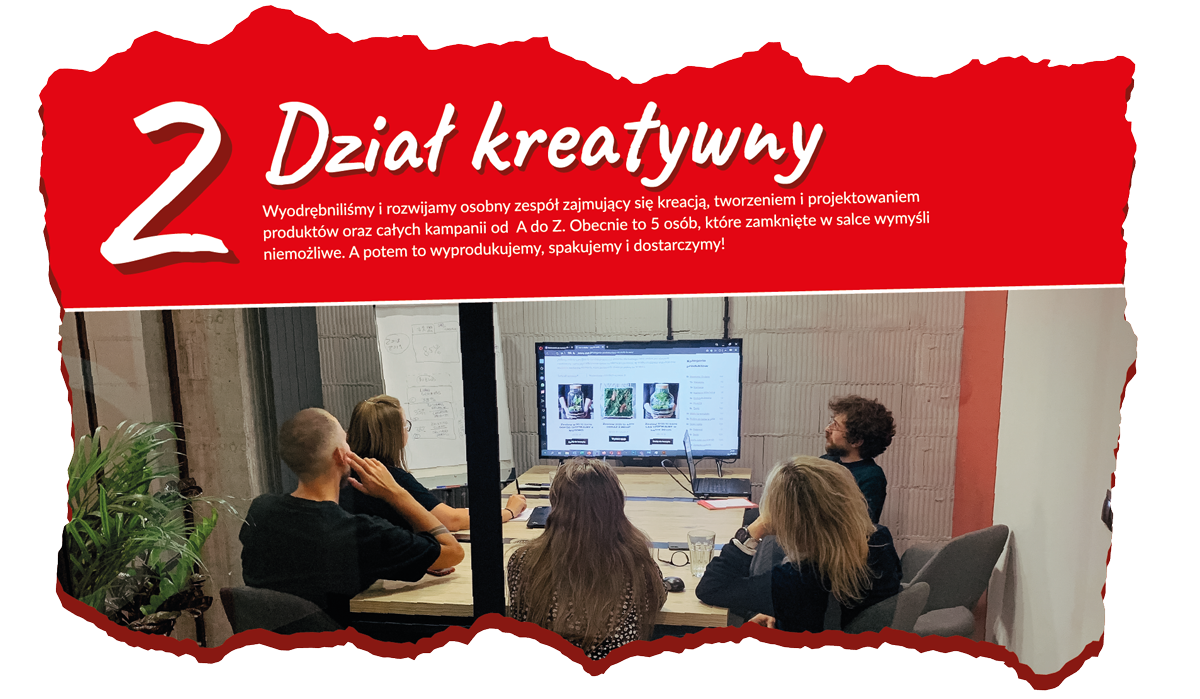 2
Dział kreatywny
Wyodrębniliśmy i rozwijamy osobny zespół zajmujący się kreacją, tworzeniem i projektowaniem
produktów oraz całych kampanii od A do Z. Obecnie to 5 osób, które zamknięte w salce wymyśli
niemożliwe. A potem to wyprodukujemy, spakujemy i dostarczymy!